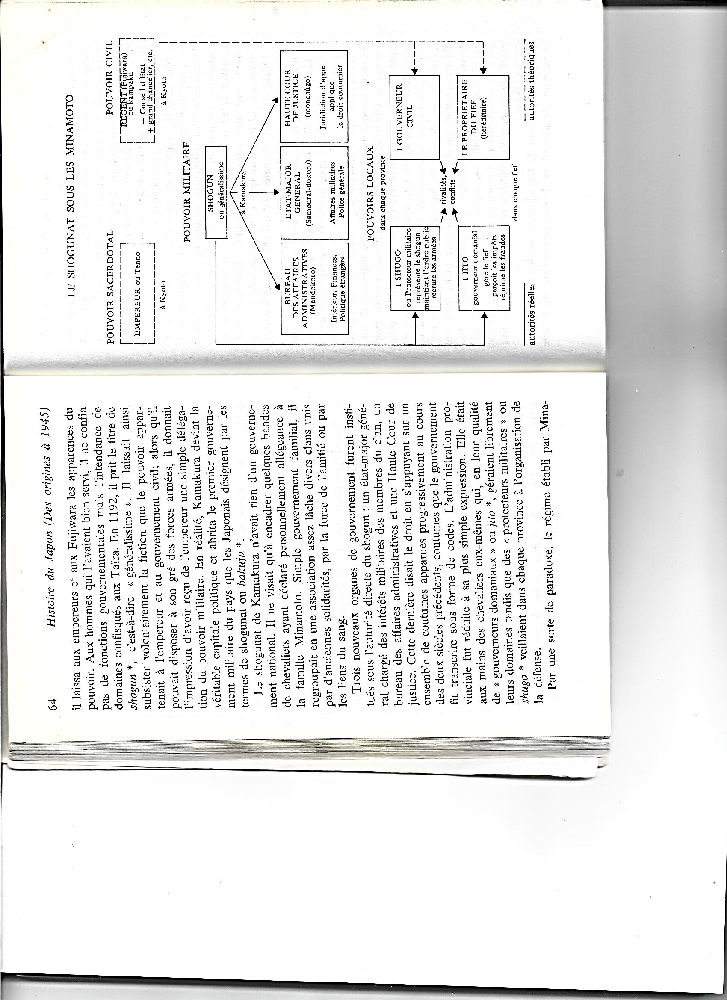 64
Histoire du Japon (Des origines à 1945)
il laissa aux empereurs et aux Fujiwara les apparences du
pouvoir. Aux hommes qui l'avaient bien servi, il ne confia
pas de fonctions gouvernementales mais l'intendance de
domaines confisqués aux Taïra. En 1192, il prit le titre de
shogun *, c'est-à-dire « généralissime ». Il laissait ainsi
subsister volontairement la fiction que le pouvoir appar-
tenait à l'empereur et au gouvernement civil; alors qu'il
pouvait disposer à son gré des forces armées, il donnait
l'impression d'avoir reçu de l'empereur une simple déléga-
tion du pouvoir militaire. En réalité, Kamakura devint la
véritable capitale politique et abrita le premier gouverne-
ment militaire du pays que les Japonais désignent par les
termes de shogunat ou bakufu *.
Le shogunat de Kamakura n'avait rien d'un gouverne-
ment national. Il ne visait qu'à encadrer quelques bandes
de chevaliers ayant déclaré personnellement allégeance à
la famille Minamoto. Simple gouvernement familial, il
regroupait en une association assez lâche divers clans unis
par d'anciennes solidarités, par la force de l'amitié ou par
les liens du sang.
Trois nouveaux organes de gouvernement furent insti-
tués sous l'autorité directe du shogun : un état-major géné-
ral chargé des intérêts militaires des membres du clan, un
bureau des affaires administratives et une Haute Cour de
justice. Cette dernière disait le droit en s'appuyant sur un
ensemble de coutumes apparues progressivement au cours
des deux siècles précédents, coutumes que le gouvernement
fit transcrire sous forme de codes. L'administration pro-
vinciale fut réduite à sa plus simple expression. Elle était
aux mains des chevaliers eux-mêmes qui, en leur qualité
de « gouverneurs domaniaux » ou jito *, géraient librement
leurs domaines tandis que des « protecteurs militaires » ou
shugo * veillaient dans chaque province à l'organisation de
la défense.
Par une sorte de paradoxe, le régime établi par Mina-
LE SHOGUNAT SOUS LES MINAMOTO
POUVOIR SACERDOTAL
EMPEREUR ou Tenno
à Kyoto
POUVOIR CIVIL
REGENT (Fujiwara)
ou kampaku
+ Conseil d'Etat
+ grand chancelier, etc.
à Kyoto
POUVOIR MILITAIRE
SHOGUN
ou généralissime
à Kamakura
BUREAU
DES AFFAIRES
ADMINISTRATIVES
(Mandokoro)
Intérieur, Finances,
Politique étrangère
ETAT-MAJOR
GENERAL
(Samouraï-dokoro)
Affaires militaires
Police générale
HAUTE COUR
DE JUSTICE
(monchùgo)
Juridiction d'appel
applique
le droit coutumier
POUVOIRS LOCAUX
dans chaque province
1 SHUGO
ou Protecteur militaire
représente le shogun
maintient l'ordre public
recrute les armées
1 GOUVERNEUR
CIVIL
rivalités,
conflits
1 JITO
gouverneur domanial
gère le fief
perçoit les impôts
réprime les fraudes
LE PROPRIETAIRE
DU FIEF
(héréditaire)
dans chaque fief
autorités réelles
autorités théoriques